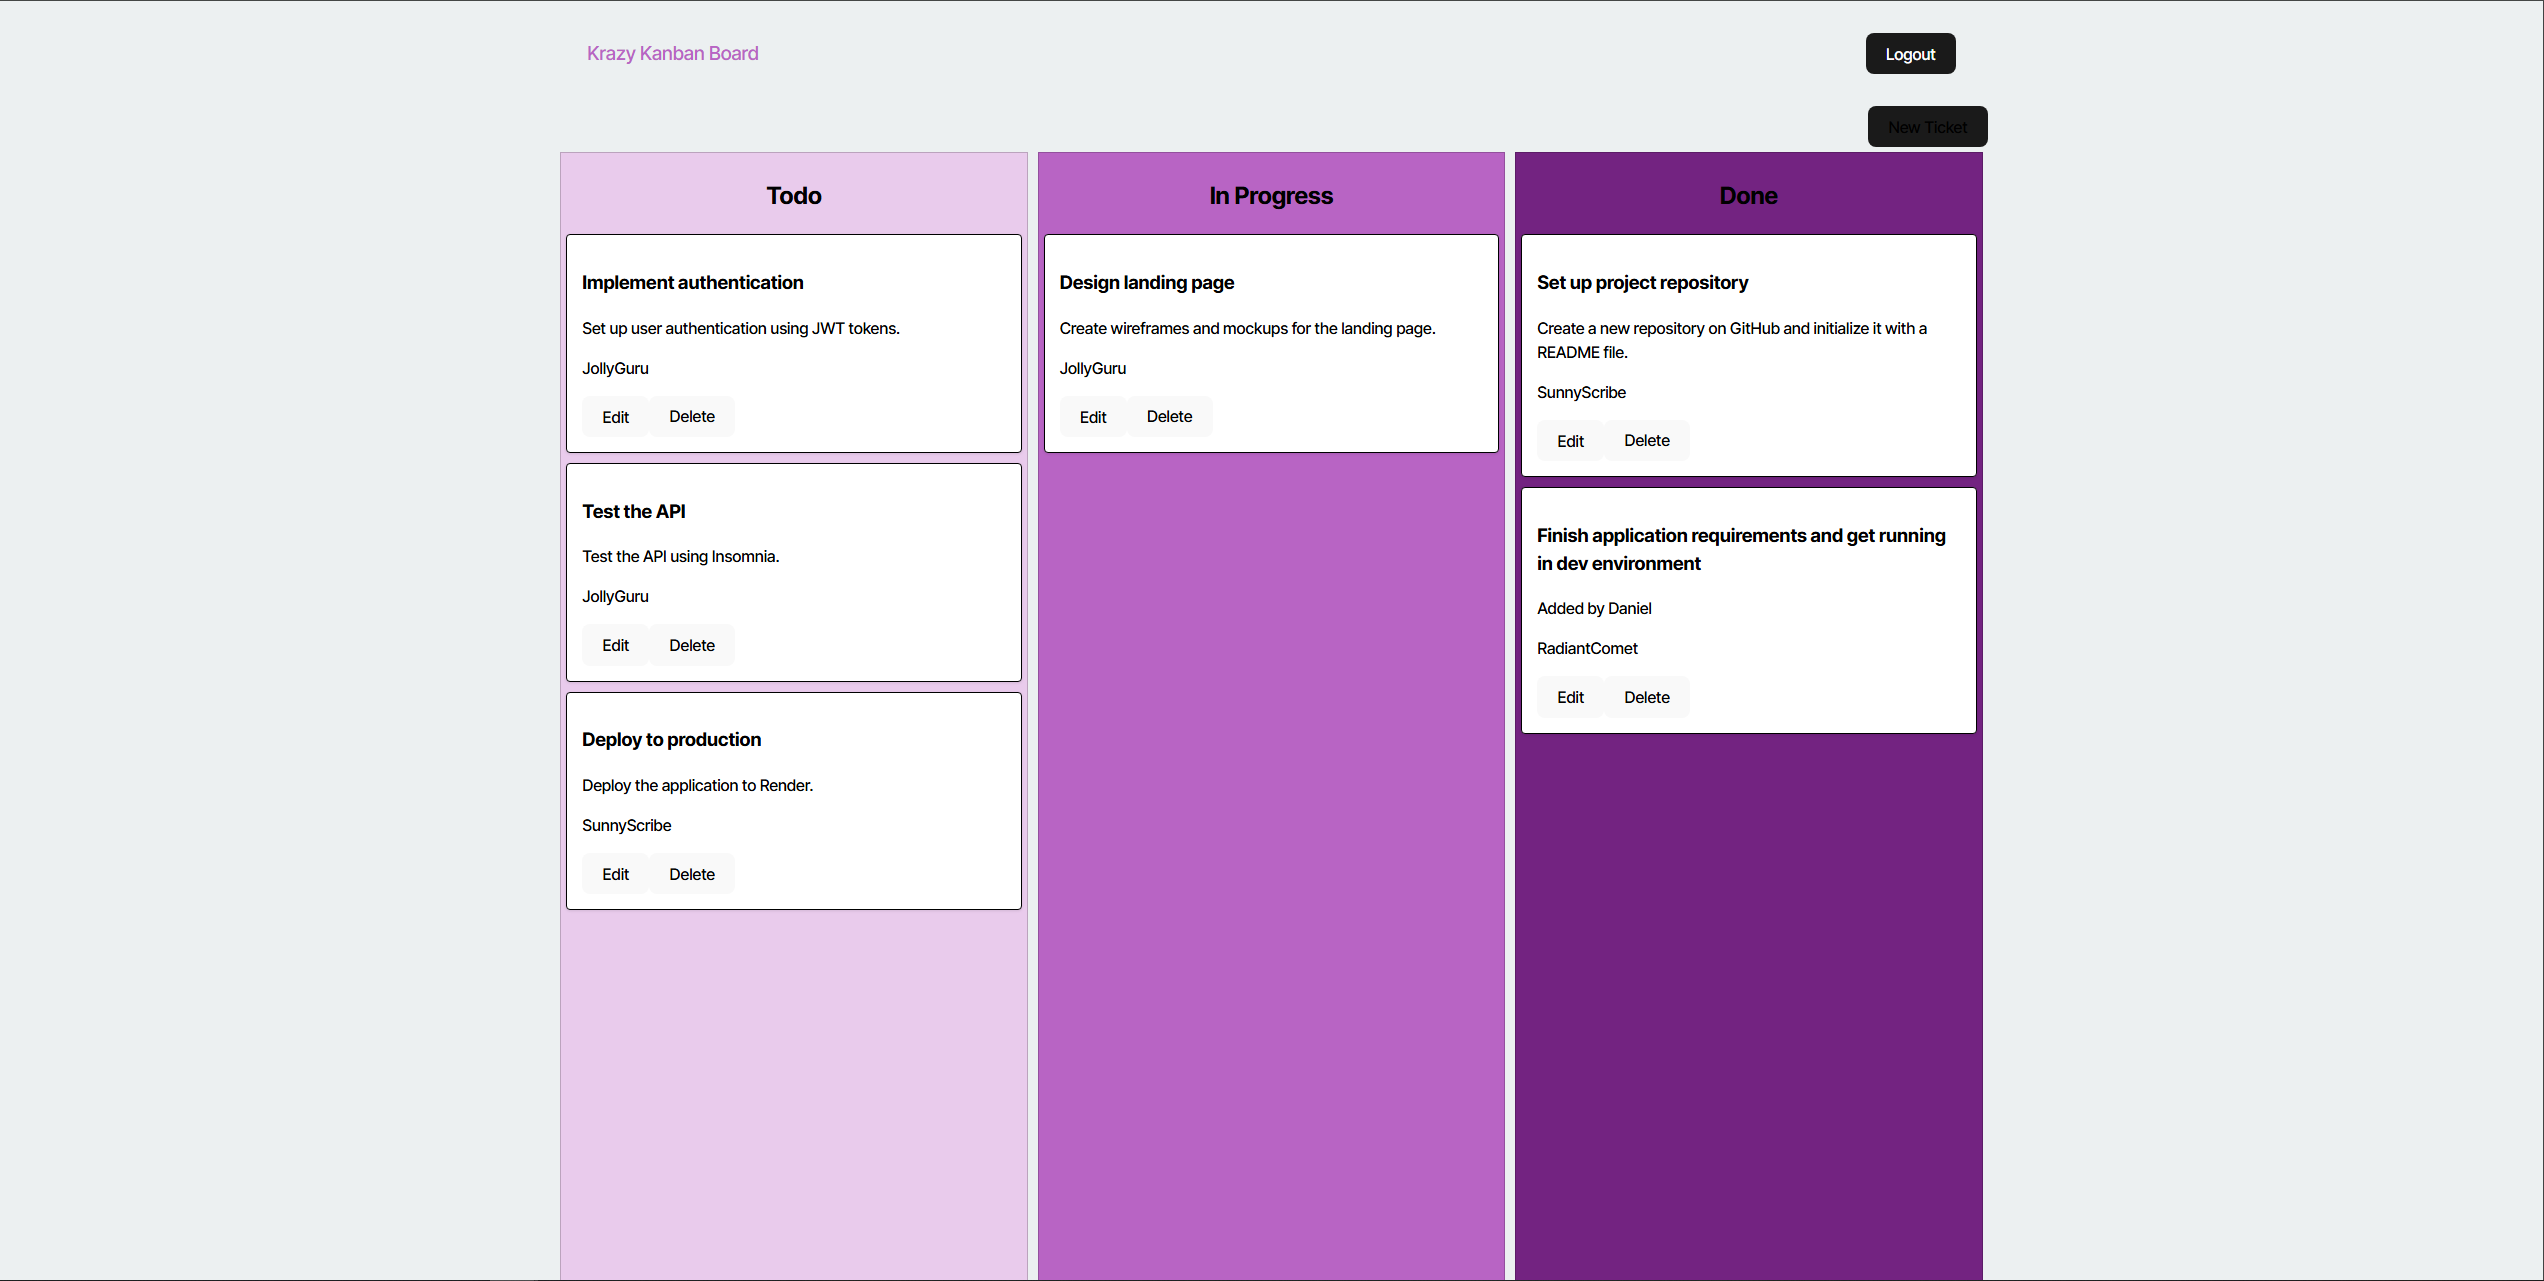 Krazy Kanban Board
Logout
New Ticket
Todo
Implement authentication
Set up user authentication using JWT tokens.
JollyGuru
Edit Delete
Test the API
Test the API using Insomnia.
JollyGuru
Edit Delete
Deploy to production
Deploy the application to Render.
SunnyScribe
Edit Delete
In Progress
Design landing page
Create wireframes and mockups for the landing page.
JollyGuru
Edit Delete
Done
Set up project repository
Create a new repository on GitHub and initialize it with a
README file.
SunnyScribe
Edit Delete
Finish application requirements and get running
in dev environment
Added by Daniel
RadiantComet
Edit Delete